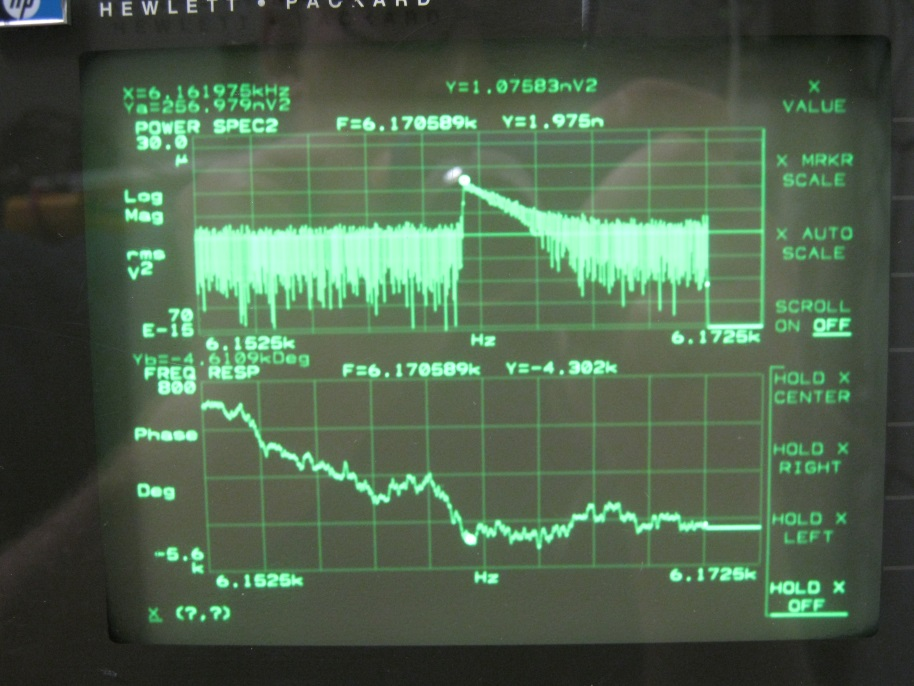 hp
HEWLETT • PACKARD
X=6.161975kHz
Ya=256.979nV2 Y=1.07583nV2
POWER SPEC2 F=6.170589k Y=1.975n
30.0
μ
Log
Mag
rms
V2
70
E-15
6.1525k Hz 6.1725k
Yb=-4.6109kDeg
FREQ RESP F=6.170589k Y=-4.302k
800
Phase
Deg
-5.6
k
6.1525k Hz 6.1725k
X (?,?)
X
VALUE
X MRKR
SCALE
X AUTO
SCALE
SCROLL
ON OFF
HOLD X
CENTER
HOLD X
RIGHT
HOLD X
LEFT
HOLD X
OFF